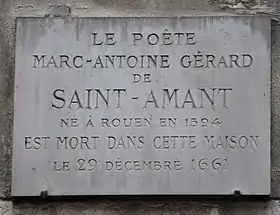 LE POÊTE
MARC-ANTOINE GÉRARD
DE
SAINT-AMANT
NÉ À ROUEN EN 1594
EST MORT DANS CETTE MAISON
LE 29 DÉCEMBRE 1661